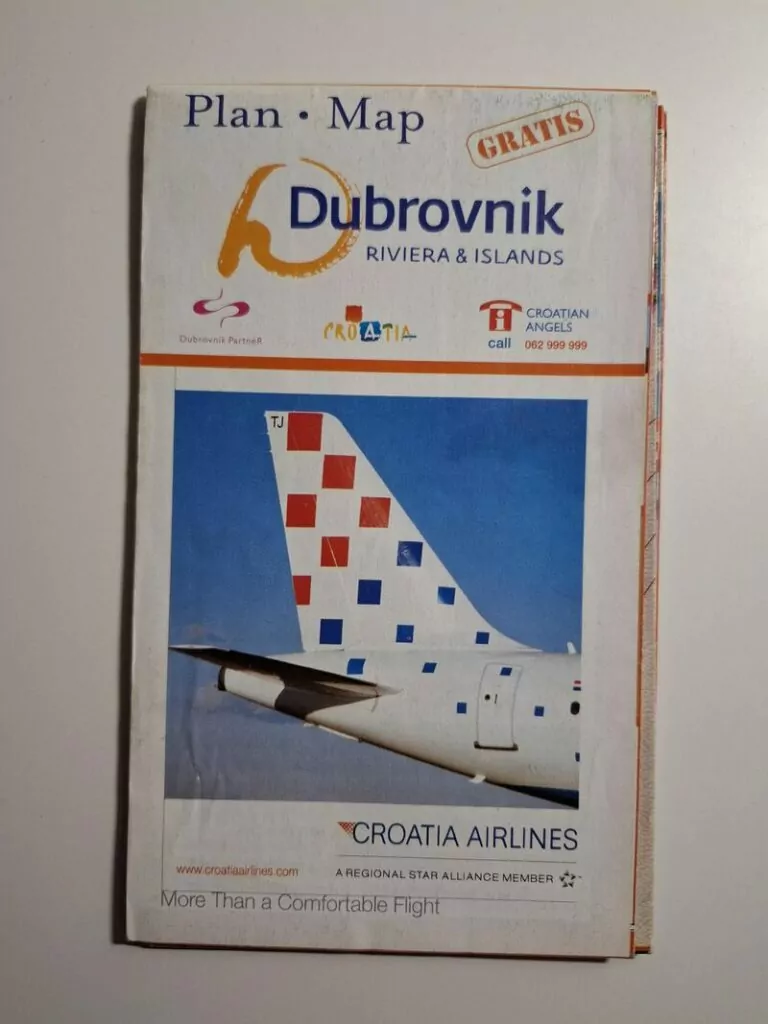 Plan · Map
GRATIS
Dubrovnik
RIVIERA & ISLANDS
Dubrovnik PartneR
CROATIA
i
CROATIAN
ANGELS
call 062 999 999
TJ
CROATIA AIRLINES
www.croatiaairlines.com
A REGIONAL STAR ALLIANCE MEMBER
More Than a Comfortable Flight